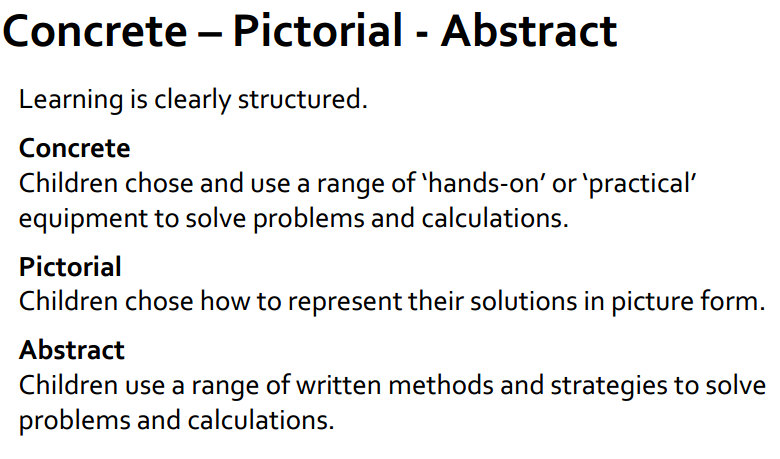 Concrete – Pictorial - Abstract
Learning is clearly structured.
Concrete
Children chose and use a range of ‘hands-on’ or ‘practical’
equipment to solve problems and calculations.
Pictorial
Children chose how to represent their solutions in picture form.
Abstract
Children use a range of written methods and strategies to solve
problems and calculations.